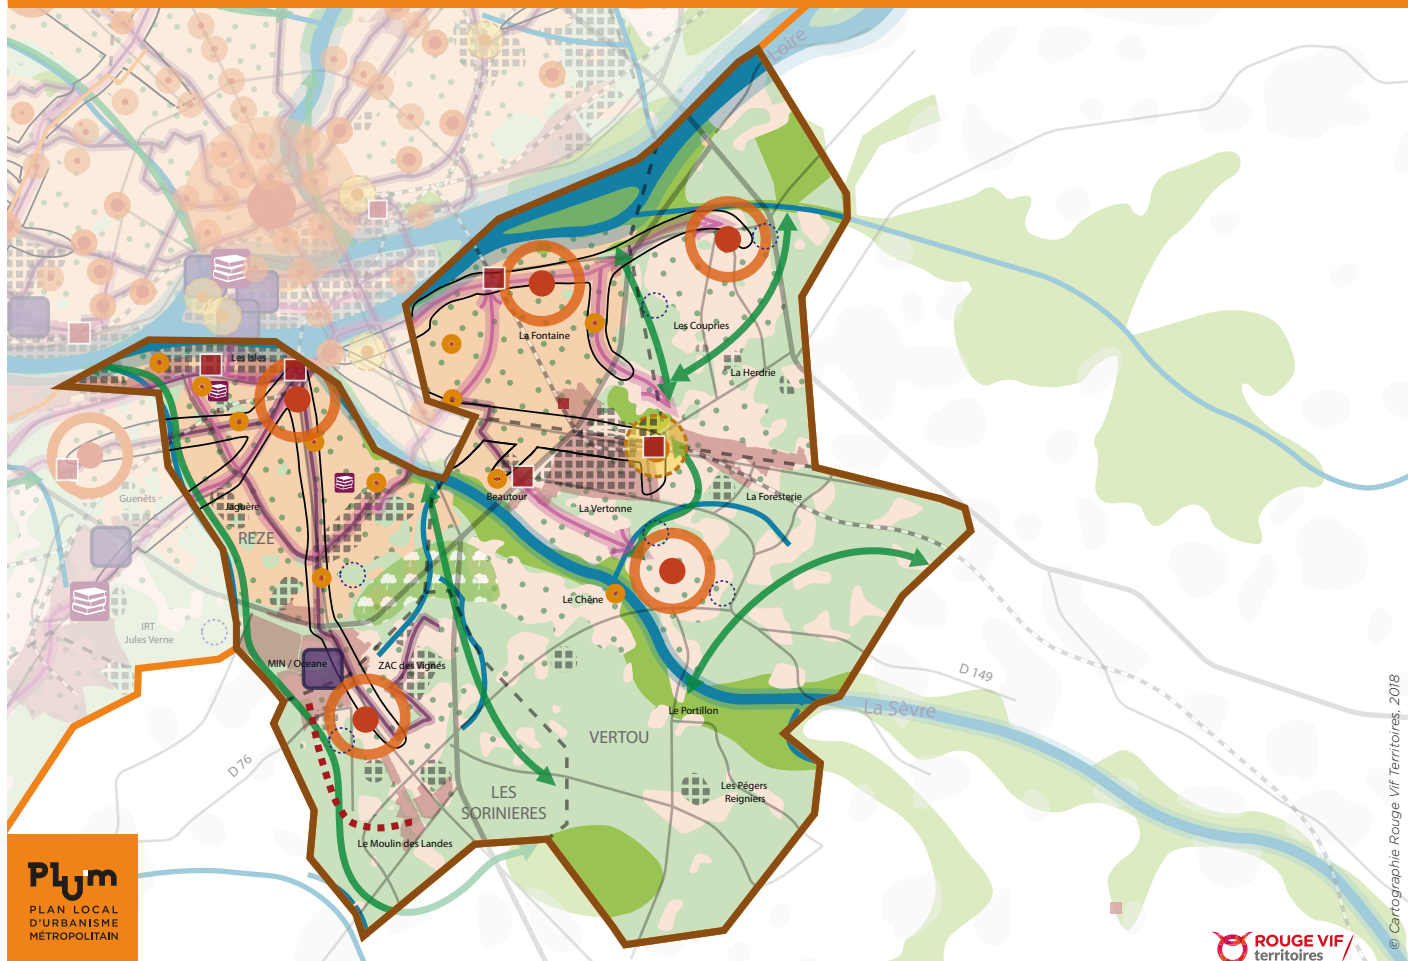 Loire
Les Coupries
La Fontaine
Les Isles
La Herdrie
Guenêts
Jaguère
REZE
Beautour
La Vertonne
La Foresterie
Le Chêne
IRT
Jules Verne
MIN / Océane
ZAC des Vignes
D 149
La Sèvre
Le Portillon
VERTOU
D 76
LES
SORINIERES
Les Pégers
Reigniers
Le Moulin des Landes
PLUm
PLAN LOCAL
D'URBANISME
MÉTROPOLITAIN
ROUGE VIF
territoires
© Cartographie Rouge Vif Territoires, 2018